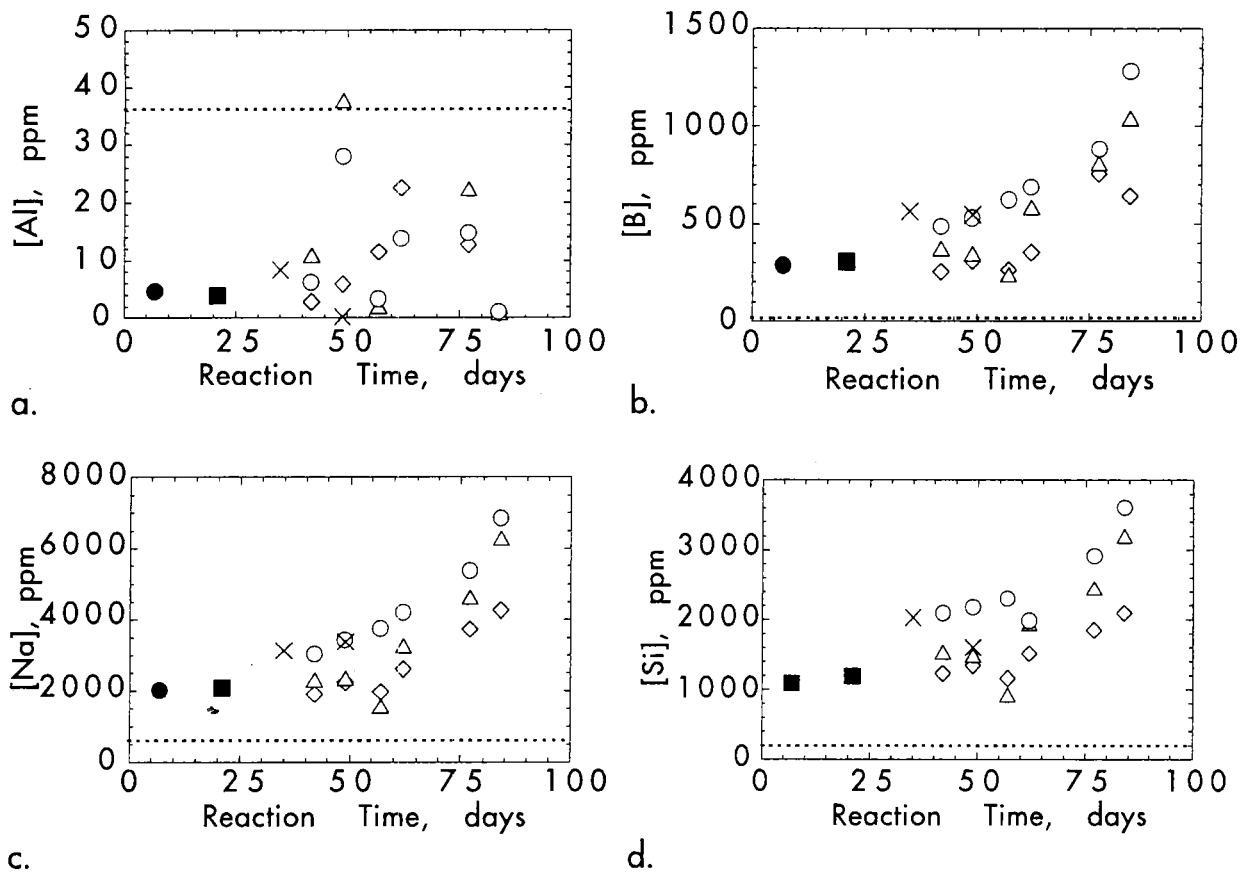 50
40
30
20
10
0
[Al], ppm
0 25 50 75 100
Reaction Time, days
a.
1500
1000
500
0
[B], ppm
0 25 50 75 100
Reaction Time, days
b.
8000
6000
4000
2000
0
[Na], ppm
0 25 50 75 100
Reaction Time, days
c.
4000
3000
2000
1000
0
[Si], ppm
0 25 50 75 100
Reaction Time, days
d.